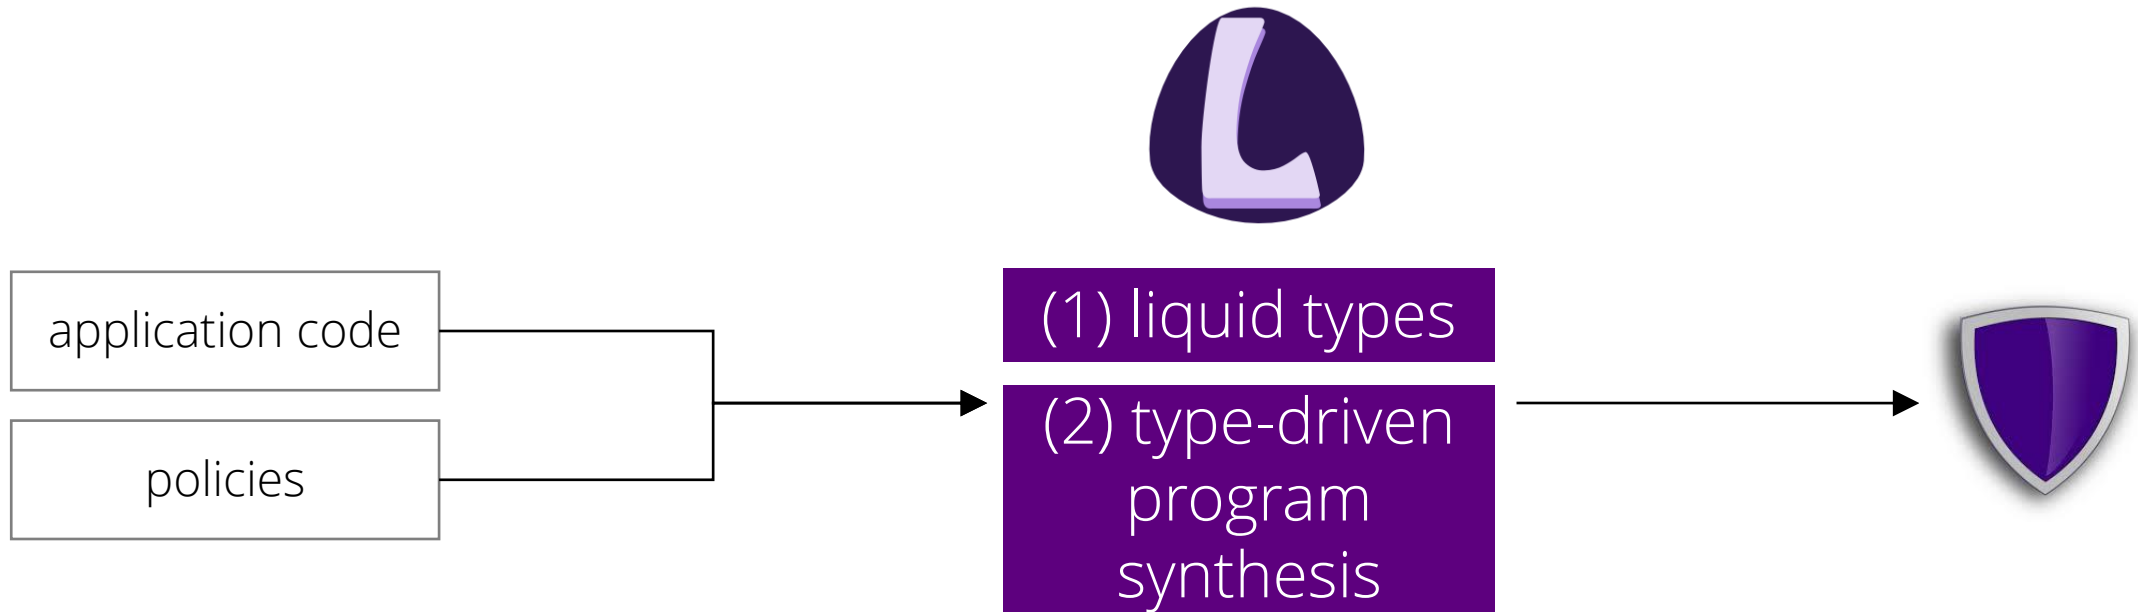 L
application code
policies
(1) liquid types
(2) type-driven
program
synthesis